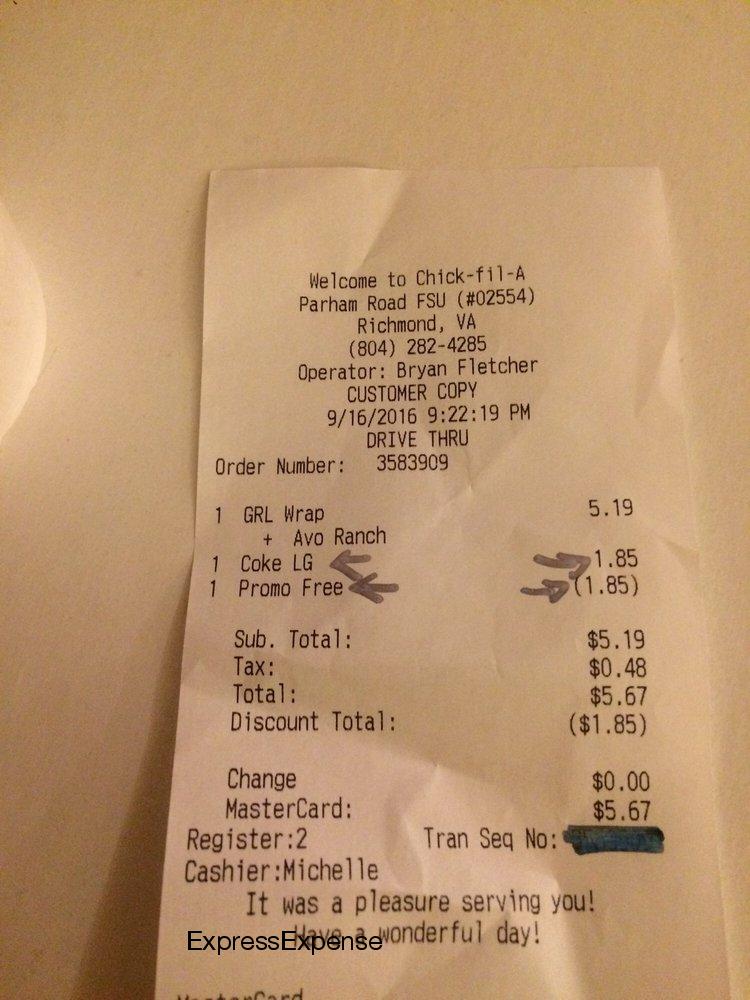 Welcome to Chick-fil-A
Parham Road FSU (#02554)
Richmond, VA
(804) 282-4285
Operator: Bryan Fletcher
CUSTOMER COPY
9/16/2016 9:22:19 PM
DRIVE THRU
Order Number: 3583909
1 GRL Wrap 5.19
+ Avo Ranch
1 Coke LG 1.85
1 Promo Free (1.85)
Sub. Total: $5.19
Tax: $0.48
Total: $5.67
Discount Total: ($1.85)
Change $0.00
MasterCard: $5.67
Register:2 Tran Seq No:
Cashier:Michelle
It was a pleasure serving you!
Have a wonderful day!
ExpressExpense
MasterCard